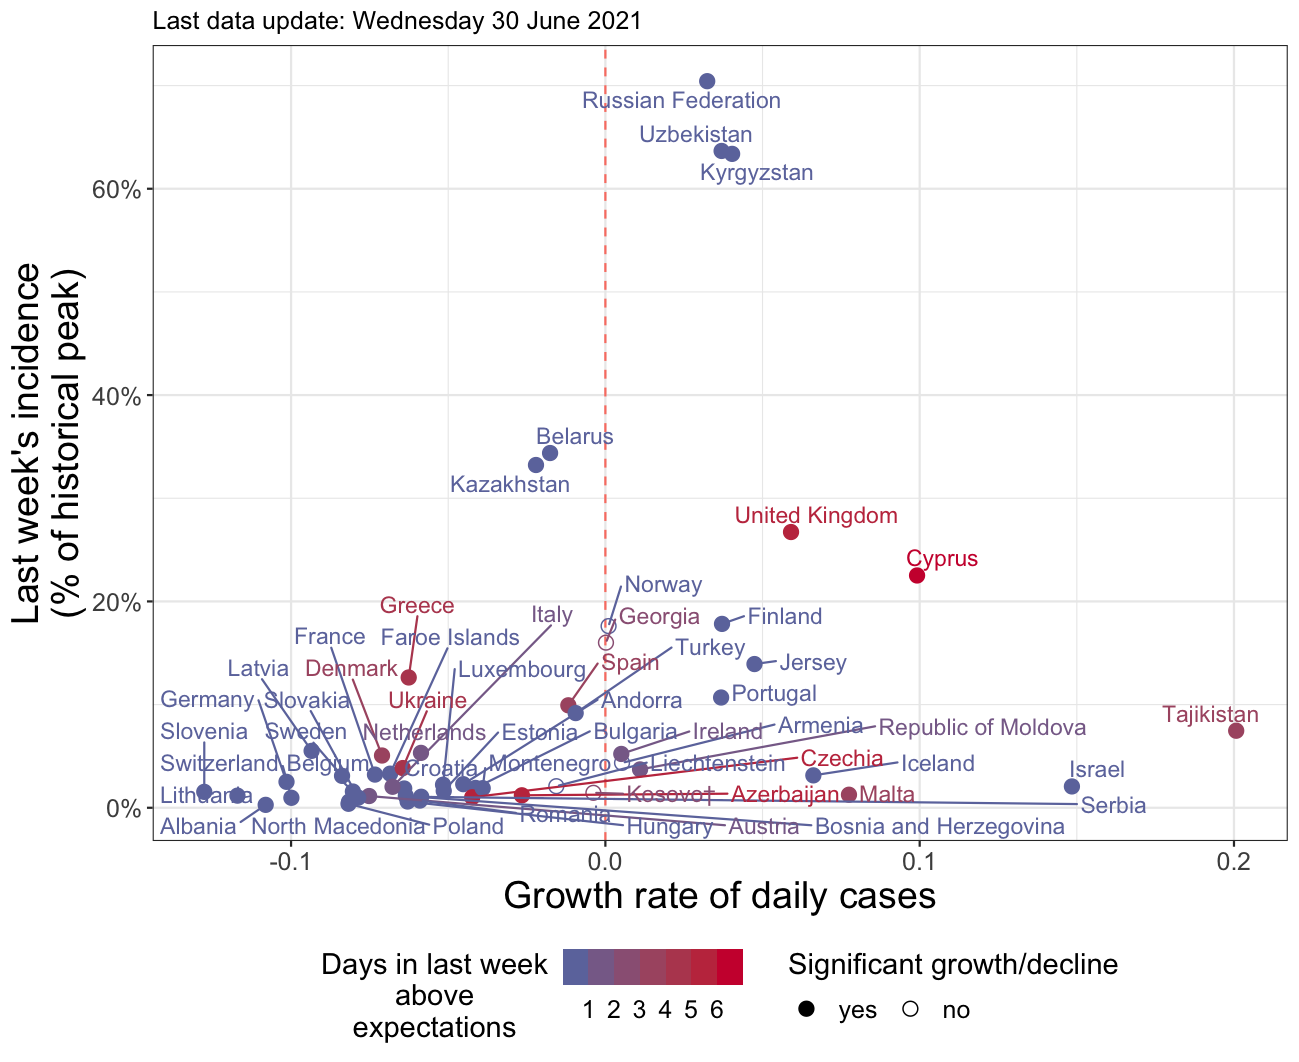 Last data update: Wednesday 30 June 2021
Last week's incidence
(% of historical peak)
60%
40%
20%
0%
Russian Federation
Uzbekistan
Kyrgyzstan
Belarus
Kazakhstan
United Kingdom
Cyprus
Norway
Greece
Italy
Georgia
Finland
France
Faroe Islands
Turkey
Latvia
Denmark
Luxembourg
Spain
Jersey
Germany
Slovakia
Ukraine
Andorra
Portugal
Tajikistan
Slovenia
Sweden
Netherlands
Estonia
Bulgaria
Ireland
Armenia
Republic of Moldova
Switzerland
Belgium
Croatia
Montenegro
Liechtenstein
Czechia
Iceland
Israel
Lithuania
Kosovo†
Azerbaijan
Malta
Serbia
Romania
Albania
North Macedonia
Poland
Hungary
Austria
Bosnia and Herzegovina
-0.1
0.0
0.1
0.2
Growth rate of daily cases
Days in last week
above
expectations
1 2 3 4 5 6
Significant growth/decline
yes
no